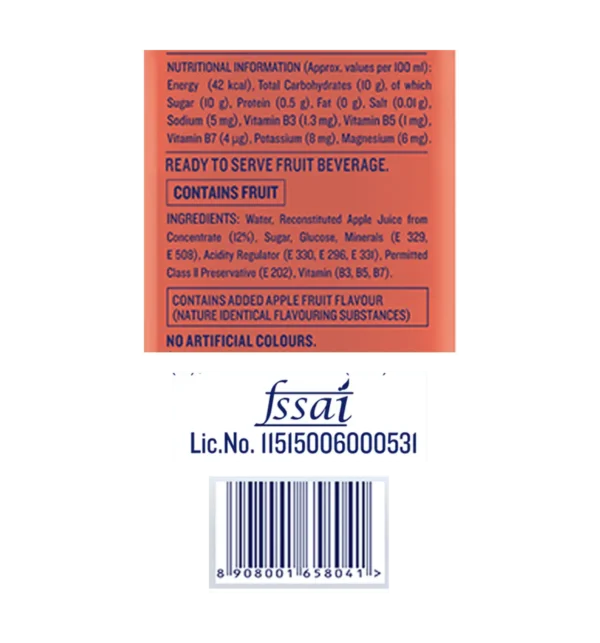 NUTRITIONAL INFORMATION (Approx. values per 100 ml):
Energy (42 kcal), Total Carbohydrates (10 g), of which
Sugar (10 g), Protein (0.5 g), Fat (0 g), Salt (0.01 g),
Sodium (5 mg), Vitamin B3 (1.3 mg), Vitamin B5 (1 mg),
Vitamin B7 (4 µg), Potassium (8 mg), Magnesium (6 mg).
READY TO SERVE FRUIT BEVERAGE.
CONTAINS FRUIT
INGREDIENTS: Water, Reconstituted Apple Juice from
Concentrate (12%), Sugar, Glucose, Minerals (E 329,
E 508), Acidity Regulator (E 330, E 296, E 331), Permitted
Class II Preservative (E 202), Vitamin (B3, B5, B7).
CONTAINS ADDED APPLE FRUIT FLAVOUR
(NATURE IDENTICAL FLAVOURING SUBSTANCES)
NO ARTIFICIAL COLOURS.
fssai
Lic.No. 11515006000531
8 908001 658041 >